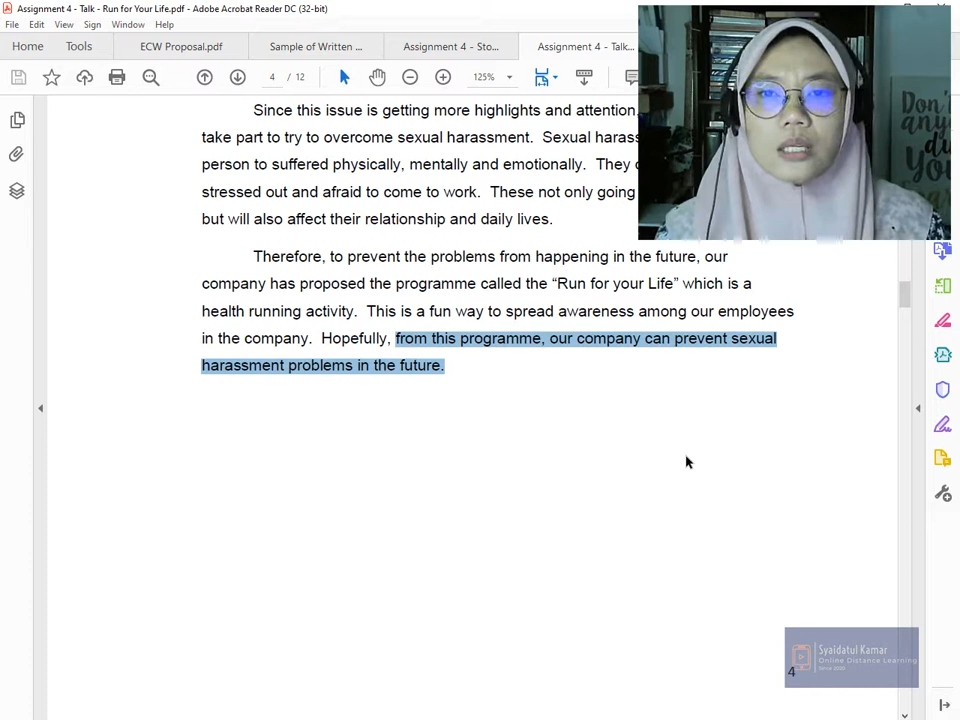 Assignment 4 - Talk - Run for Your Life.pdf - Adobe Acrobat Reader DC (32-bit)
File Edit View Sign Window Help
Home Tools ECW Proposal.pdf Sample of Written ... Assignment 4 - Sto... Assignment 4 - Talk...
4 / 12 125%
Since this issue is getting more highlights and attention,
take part to try to overcome sexual harassment. Sexual harass
person to suffered physically, mentally and emotionally. They
stressed out and afraid to come to work. These not only going
but will also affect their relationship and daily lives.
Therefore, to prevent the problems from happening in the future, our
company has proposed the programme called the “Run for your Life” which is a
health running activity. This is a fun way to spread awareness among our employees
in the company. Hopefully, from this programme, our company can prevent sexual
harassment problems in the future.
Don't
any
du
You
Syaidatul Kamar
Online Distance Learning
Since 2020
4